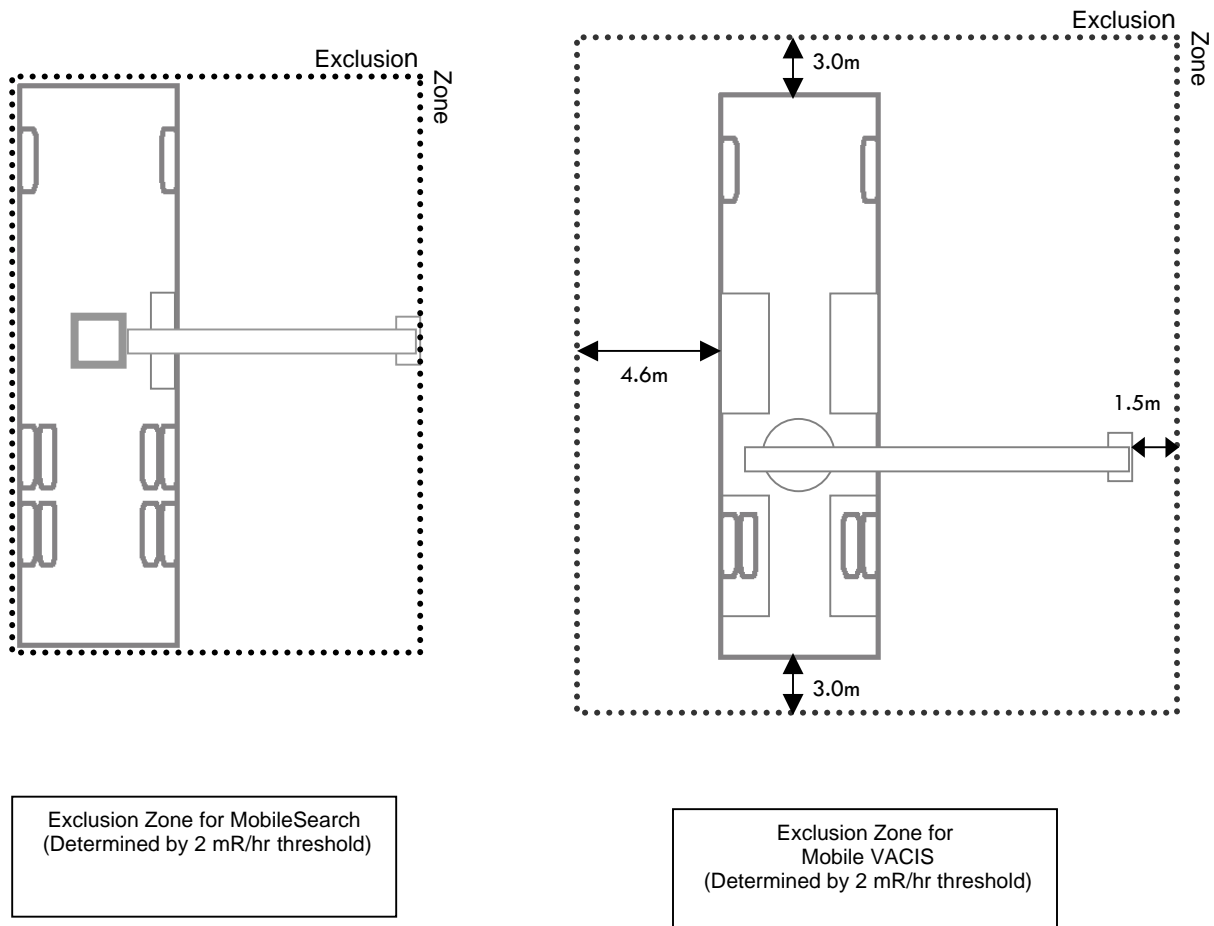 Exclusion
Zone
Exclusion
Zone
3.0m
4.6m
1.5m
3.0m
Exclusion Zone for MobileSearch
(Determined by 2 mR/hr threshold)
Exclusion Zone for
Mobile VACIS
(Determined by 2 mR/hr threshold)